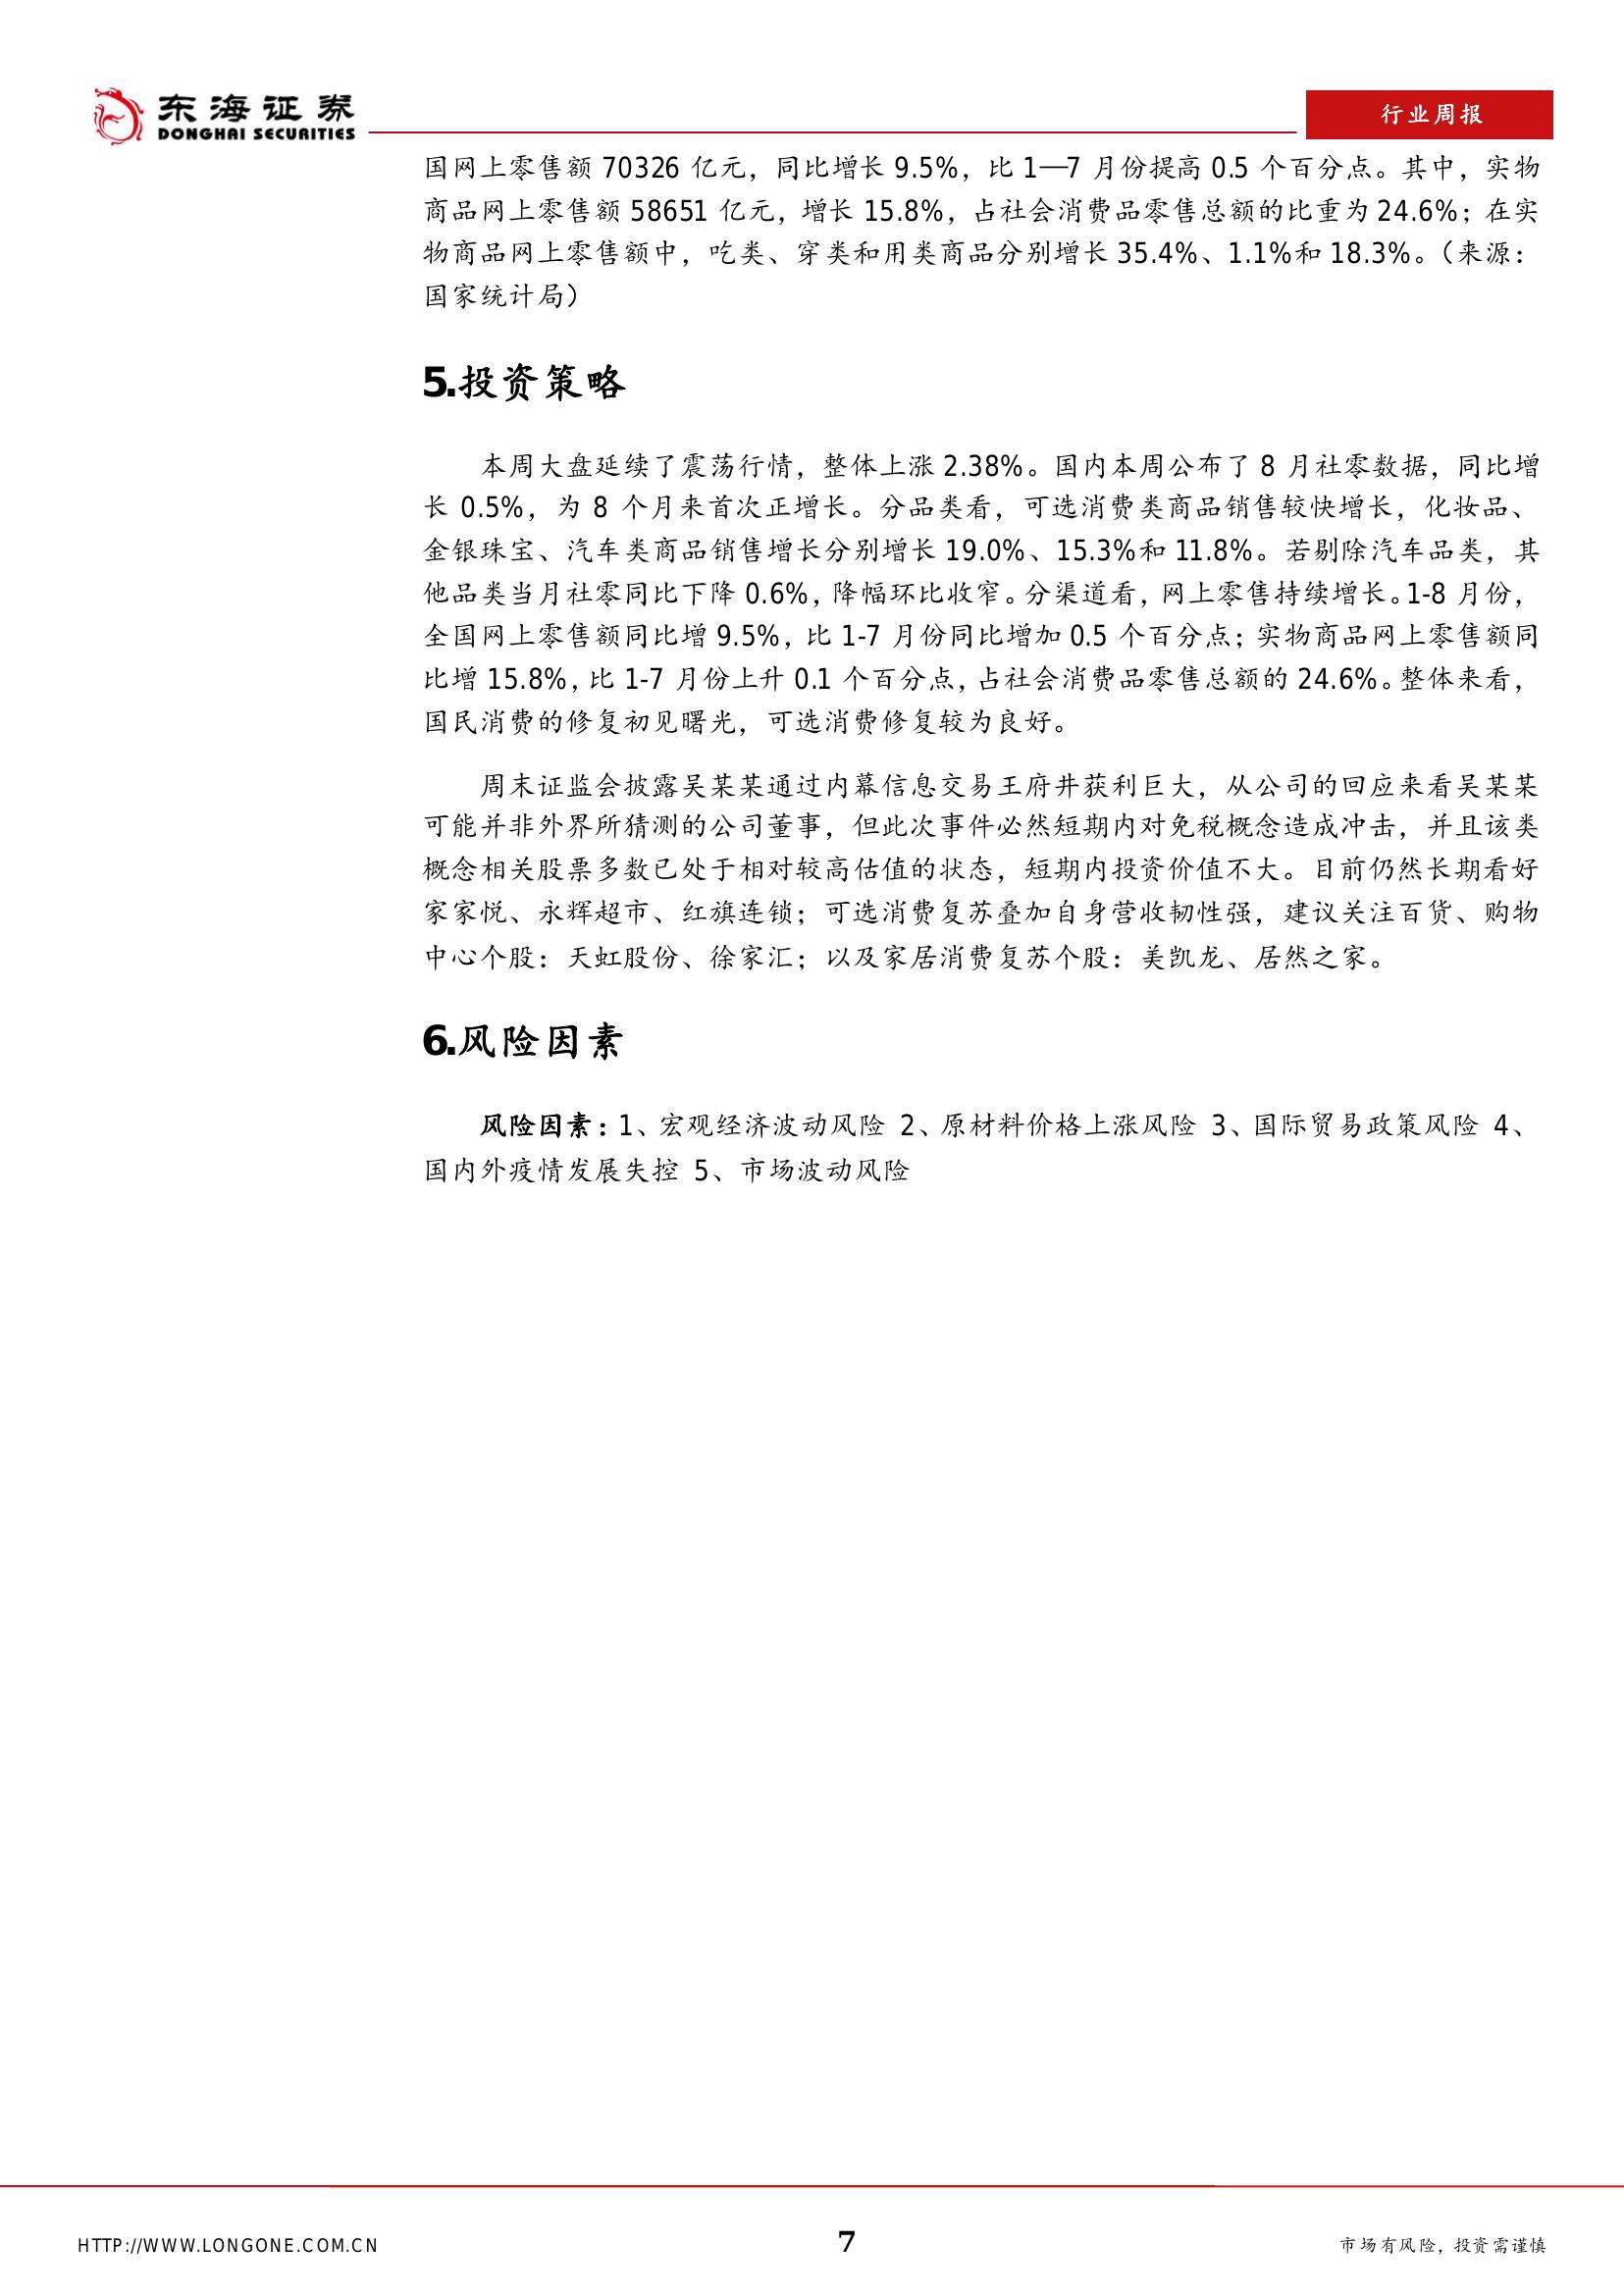 东海证券
DONGHAI SECURITIES
行业周报
国网上零售额 70326 亿元，同比增长 9.5%，比 1—7 月份提高 0.5 个百分点。其中，实物
商品网上零售额 58651 亿元，增长 15.8%，占社会消费品零售总额的比重为 24.6%；在实
物商品网上零售额中，吃类、穿类和用类商品分别增长 35.4%、1.1%和 18.3%。（来源：
国家统计局）
5.投资策略
本周大盘延续了震荡行情，整体上涨 2.38%。国内本周公布了 8 月社零数据，同比增
长 0.5%，为 8 个月来首次正增长。分品类看，可选消费类商品销售较快增长，化妆品、
金银珠宝、汽车类商品销售增长分别增长 19.0%、15.3%和 11.8%。若剔除汽车品类，其
他品类当月社零同比下降 0.6%，降幅环比收窄。分渠道看，网上零售持续增长。1-8 月份，
全国网上零售额同比增 9.5%，比 1-7 月份同比增加 0.5 个百分点；实物商品网上零售额同
比增 15.8%，比 1-7 月份上升 0.1 个百分点，占社会消费品零售总额的 24.6%。整体来看，
国民消费的修复初见曙光，可选消费修复较为良好。
周末证监会披露吴某某通过内幕信息交易王府井获利巨大，从公司的回应来看吴某某
可能并非外界所猜测的公司董事，但此次事件必然短期内对免税概念造成冲击，并且该类
概念相关股票多数已处于相对较高估值的状态，短期内投资价值不大。目前仍然长期看好
家家悦、永辉超市、红旗连锁；可选消费复苏叠加自身营收韧性强，建议关注百货、购物
中心个股：天虹股份、徐家汇；以及家居消费复苏个股：美凯龙、居然之家。
6.风险因素
风险因素：1、宏观经济波动风险 2、原材料价格上涨风险 3、国际贸易政策风险 4、
国内外疫情发展失控 5、市场波动风险
HTTP://WWW.LONGONE.COM.CN
7
市场有风险，投资需谨慎